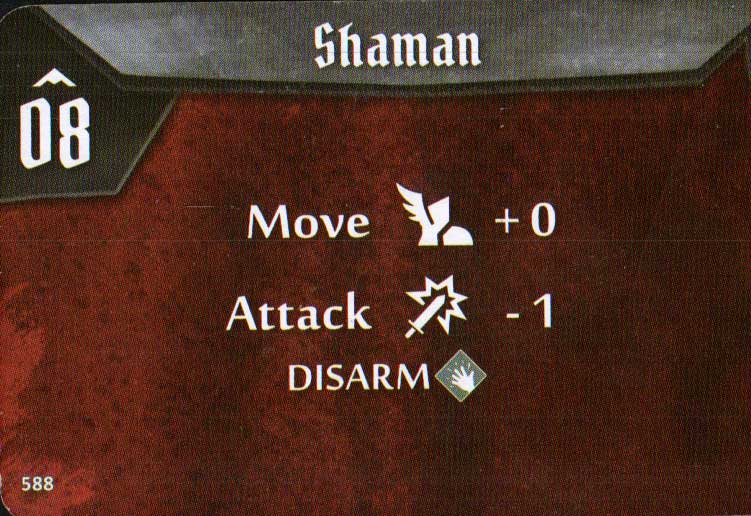 Shaman
08
Move + 0
Attack - 1
DISARM
588